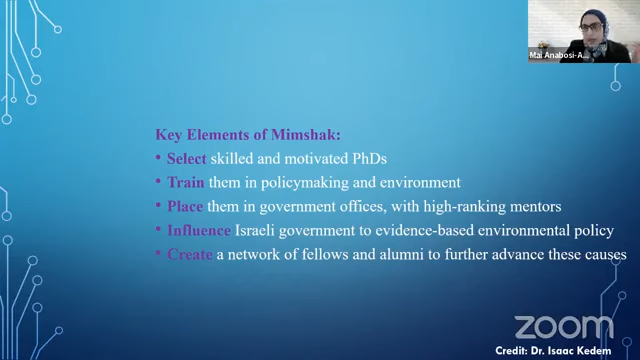 Mai Anabosi-A...
Key Elements of Mimshak:
• Select skilled and motivated PhDs
• Train them in policymaking and environment
• Place them in government offices, with high-ranking mentors
• Influence Israeli government to evidence-based environmental policy
• Create a network of fellows and alumni to further advance these causes
zoom
Credit: Dr. Isaac Kedem